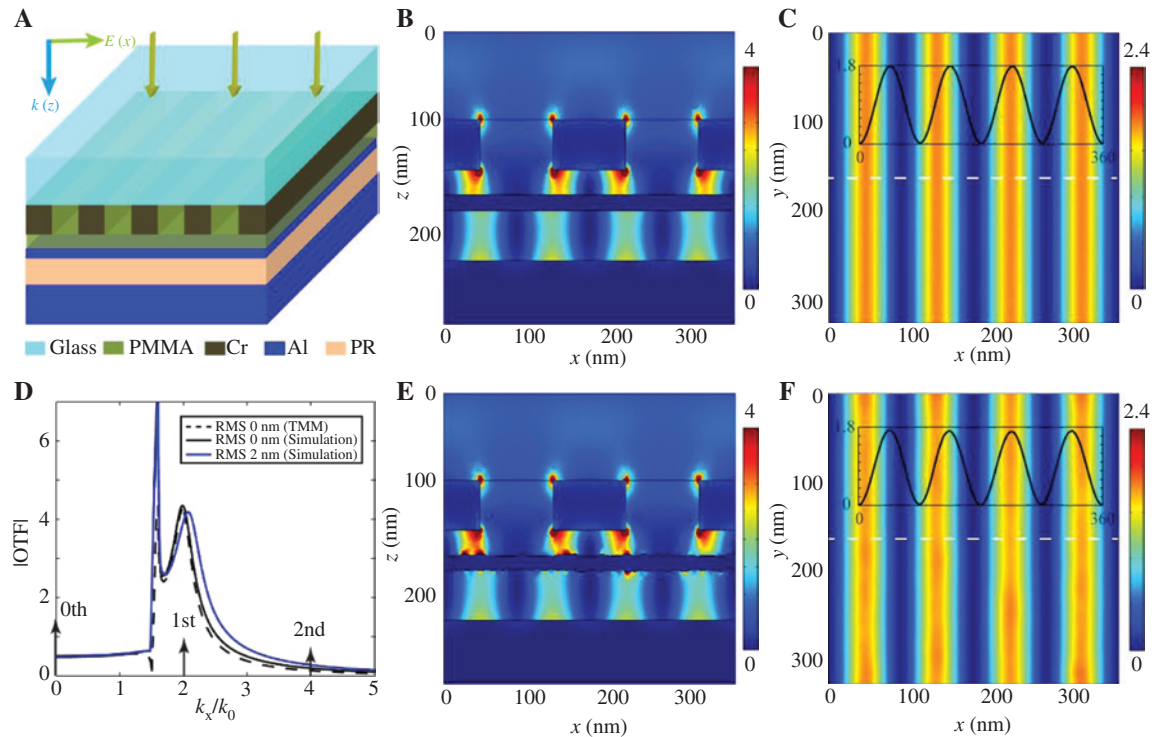 A
E (x)
k (z)
Glass PMMA Cr Al PR
B
0
100
200
z (nm)
0 100 200 300
x (nm)
4
0
C
0
100
200
300
y (nm)
1.8
0
0 360
0 100 200 300
x (nm)
2.4
0
D
6
4
2
0
|OTF|
RMS 0 nm (TMM)
RMS 0 nm (Simulation)
RMS 2 nm (Simulation)
0th
1st
2nd
0 1 2 3 4 5
kx/k0
E
0
100
200
z (nm)
0 100 200 300
x (nm)
4
0
F
0
100
200
300
y (nm)
1.8
0
0 360
0 100 200 300
x (nm)
2.4
0